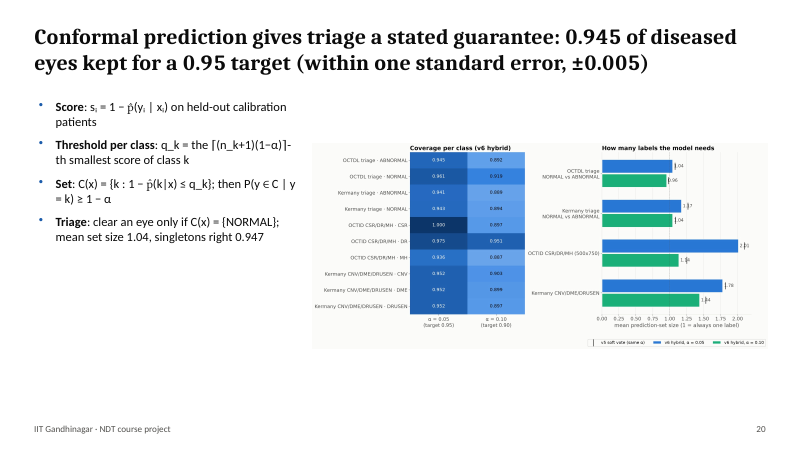 Conformal prediction gives triage a stated guarantee: 0.945 of diseased
eyes kept for a 0.95 target (within one standard error, ±0.005)
• Score: sᵢ = 1 − p̂(yᵢ | xᵢ) on held-out calibration
patients
• Threshold per class: q_k = the ⌈(n_k+1)(1−α)⌉-
th smallest score of class k
• Set: C(x) = {k : 1 − p̂(k|x) ≤ q_k}; then P(y ∈ C | y
= k) ≥ 1 − α
• Triage: clear an eye only if C(x) = {NORMAL};
mean set size 1.04, singletons right 0.947
Coverage per class (v6 hybrid)
OCTDL triage · ABNORMAL 0.945 0.892
OCTDL triage · NORMAL 0.961 0.919
Kermany triage · ABNORMAL 0.941 0.889
Kermany triage · NORMAL 0.943 0.894
OCTID CSR/DR/MH · CSR 1.000 0.897
OCTID CSR/DR/MH · DR 0.975 0.951
OCTID CSR/DR/MH · MH 0.936 0.887
Kermany CNV/DME/DRUSEN · CNV 0.952 0.903
Kermany CNV/DME/DRUSEN · DME 0.952 0.899
Kermany CNV/DME/DRUSEN · DRUSEN 0.952 0.897
α = 0.05 α = 0.10
(target 0.95) (target 0.90)
How many labels the model needs
OCTDL triage
NORMAL vs ABNORMAL
1.04
0.96
Kermany triage
NORMAL vs ABNORMAL
1.04
OCTID CSR/DR/MH (500x750)
Kermany CNV/DME/DRUSEN
1.78
0.00 0.25 0.50 0.75 1.00 1.25 1.50 1.75 2.00
mean prediction-set size (1 = always one label)
v5 soft vote (same α) v6 hybrid, α = 0.05 v6 hybrid, α = 0.10
IIT Gandhinagar · NDT course project
20